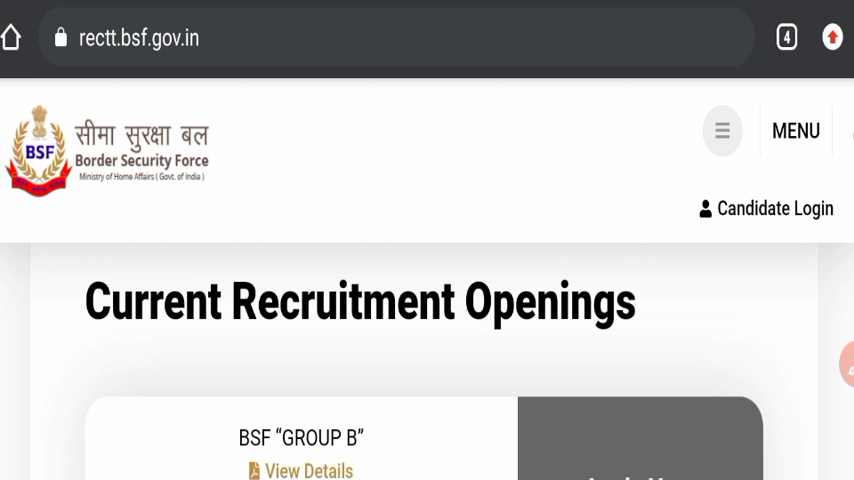 rectt.bsf.gov.in
4
BSF
सीमा सुरक्षा बल
Border Security Force
Ministry of Home Affairs ( Govt. of India )
MENU
Candidate Login
Current Recruitment Openings
BSF “GROUP B”
View Details